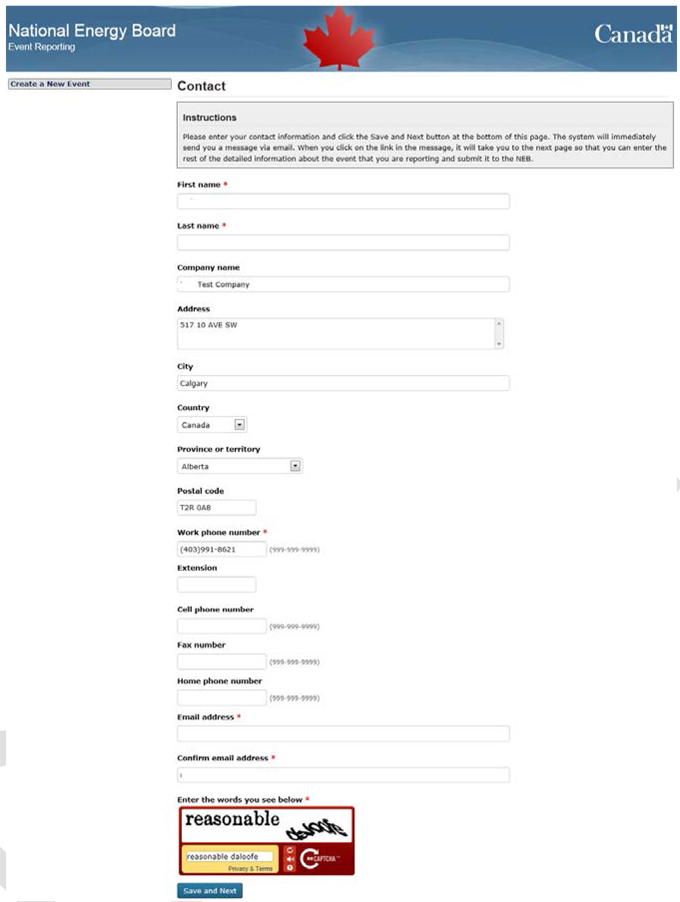 National Energy Board
Event Reporting
Canada
Create a New Event
Contact
Instructions
Please enter your contact information and click the Save and Next button at the bottom of this page. The system will immediately
send you a message via email. When you click on the link in the message, it will take you to the next page so that you can enter the
rest of the detailed information about the event that you are reporting and submit it to the NEB.
First name *
Last name *
Company name
Test Company
Address
517 10 AVE SW
City
Calgary
Country
Canada
Province or territory
Alberta
Postal code
T2R 0A8
Work phone number *
(403)991-8621 (999-999-9999)
Extension
Cell phone number
(999-999-9999)
Fax number
(999-999-9999)
Home phone number
(999-999-9999)
Email address *
Confirm email address *
Enter the words you see below *
reasonable daloofe
reasonable daloofe
Privacy & Terms
reCAPTCHA™
Save and Next